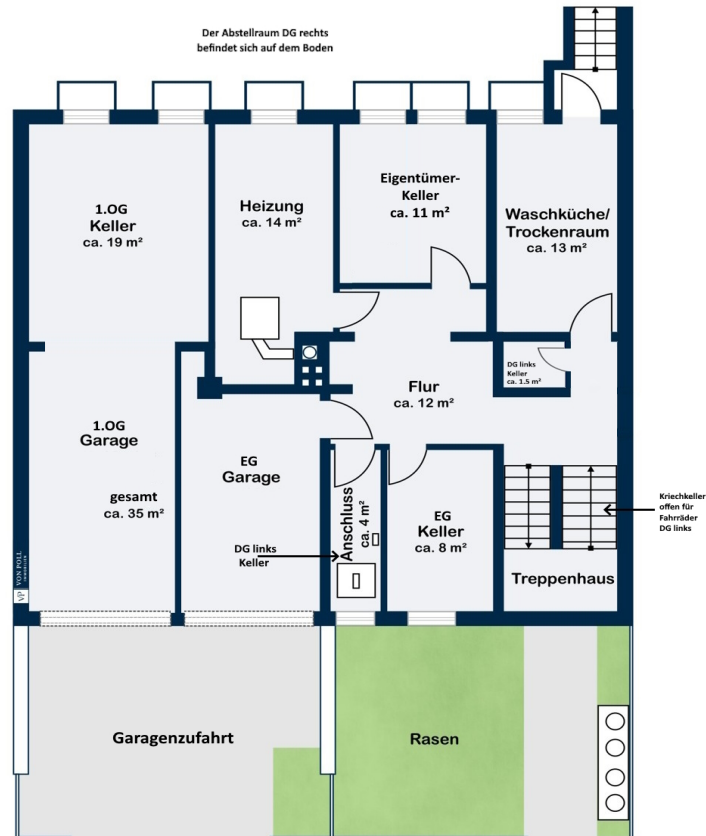 Der Abstellraum DG rechts
befindet sich auf dem Boden
1.OG
Keller
ca. 19 m²
Heizung
ca. 14 m²
Eigentümer-
Keller
ca. 11 m²
Waschküche/
Trockenraum
ca. 13 m²
DG links
Keller
ca. 1.5 m²
Flur
ca. 12 m²
1.OG
Garage
gesamt
ca. 35 m²
EG
Garage
DG links
Keller
Anschluss
ca. 4 m²
EG
Keller
ca. 8 m²
Kriechkeller
offen für
Fahrräder
DG links
Treppenhaus
VON POLL
IMMOBILIEN
VP
Garagenzufahrt
Rasen